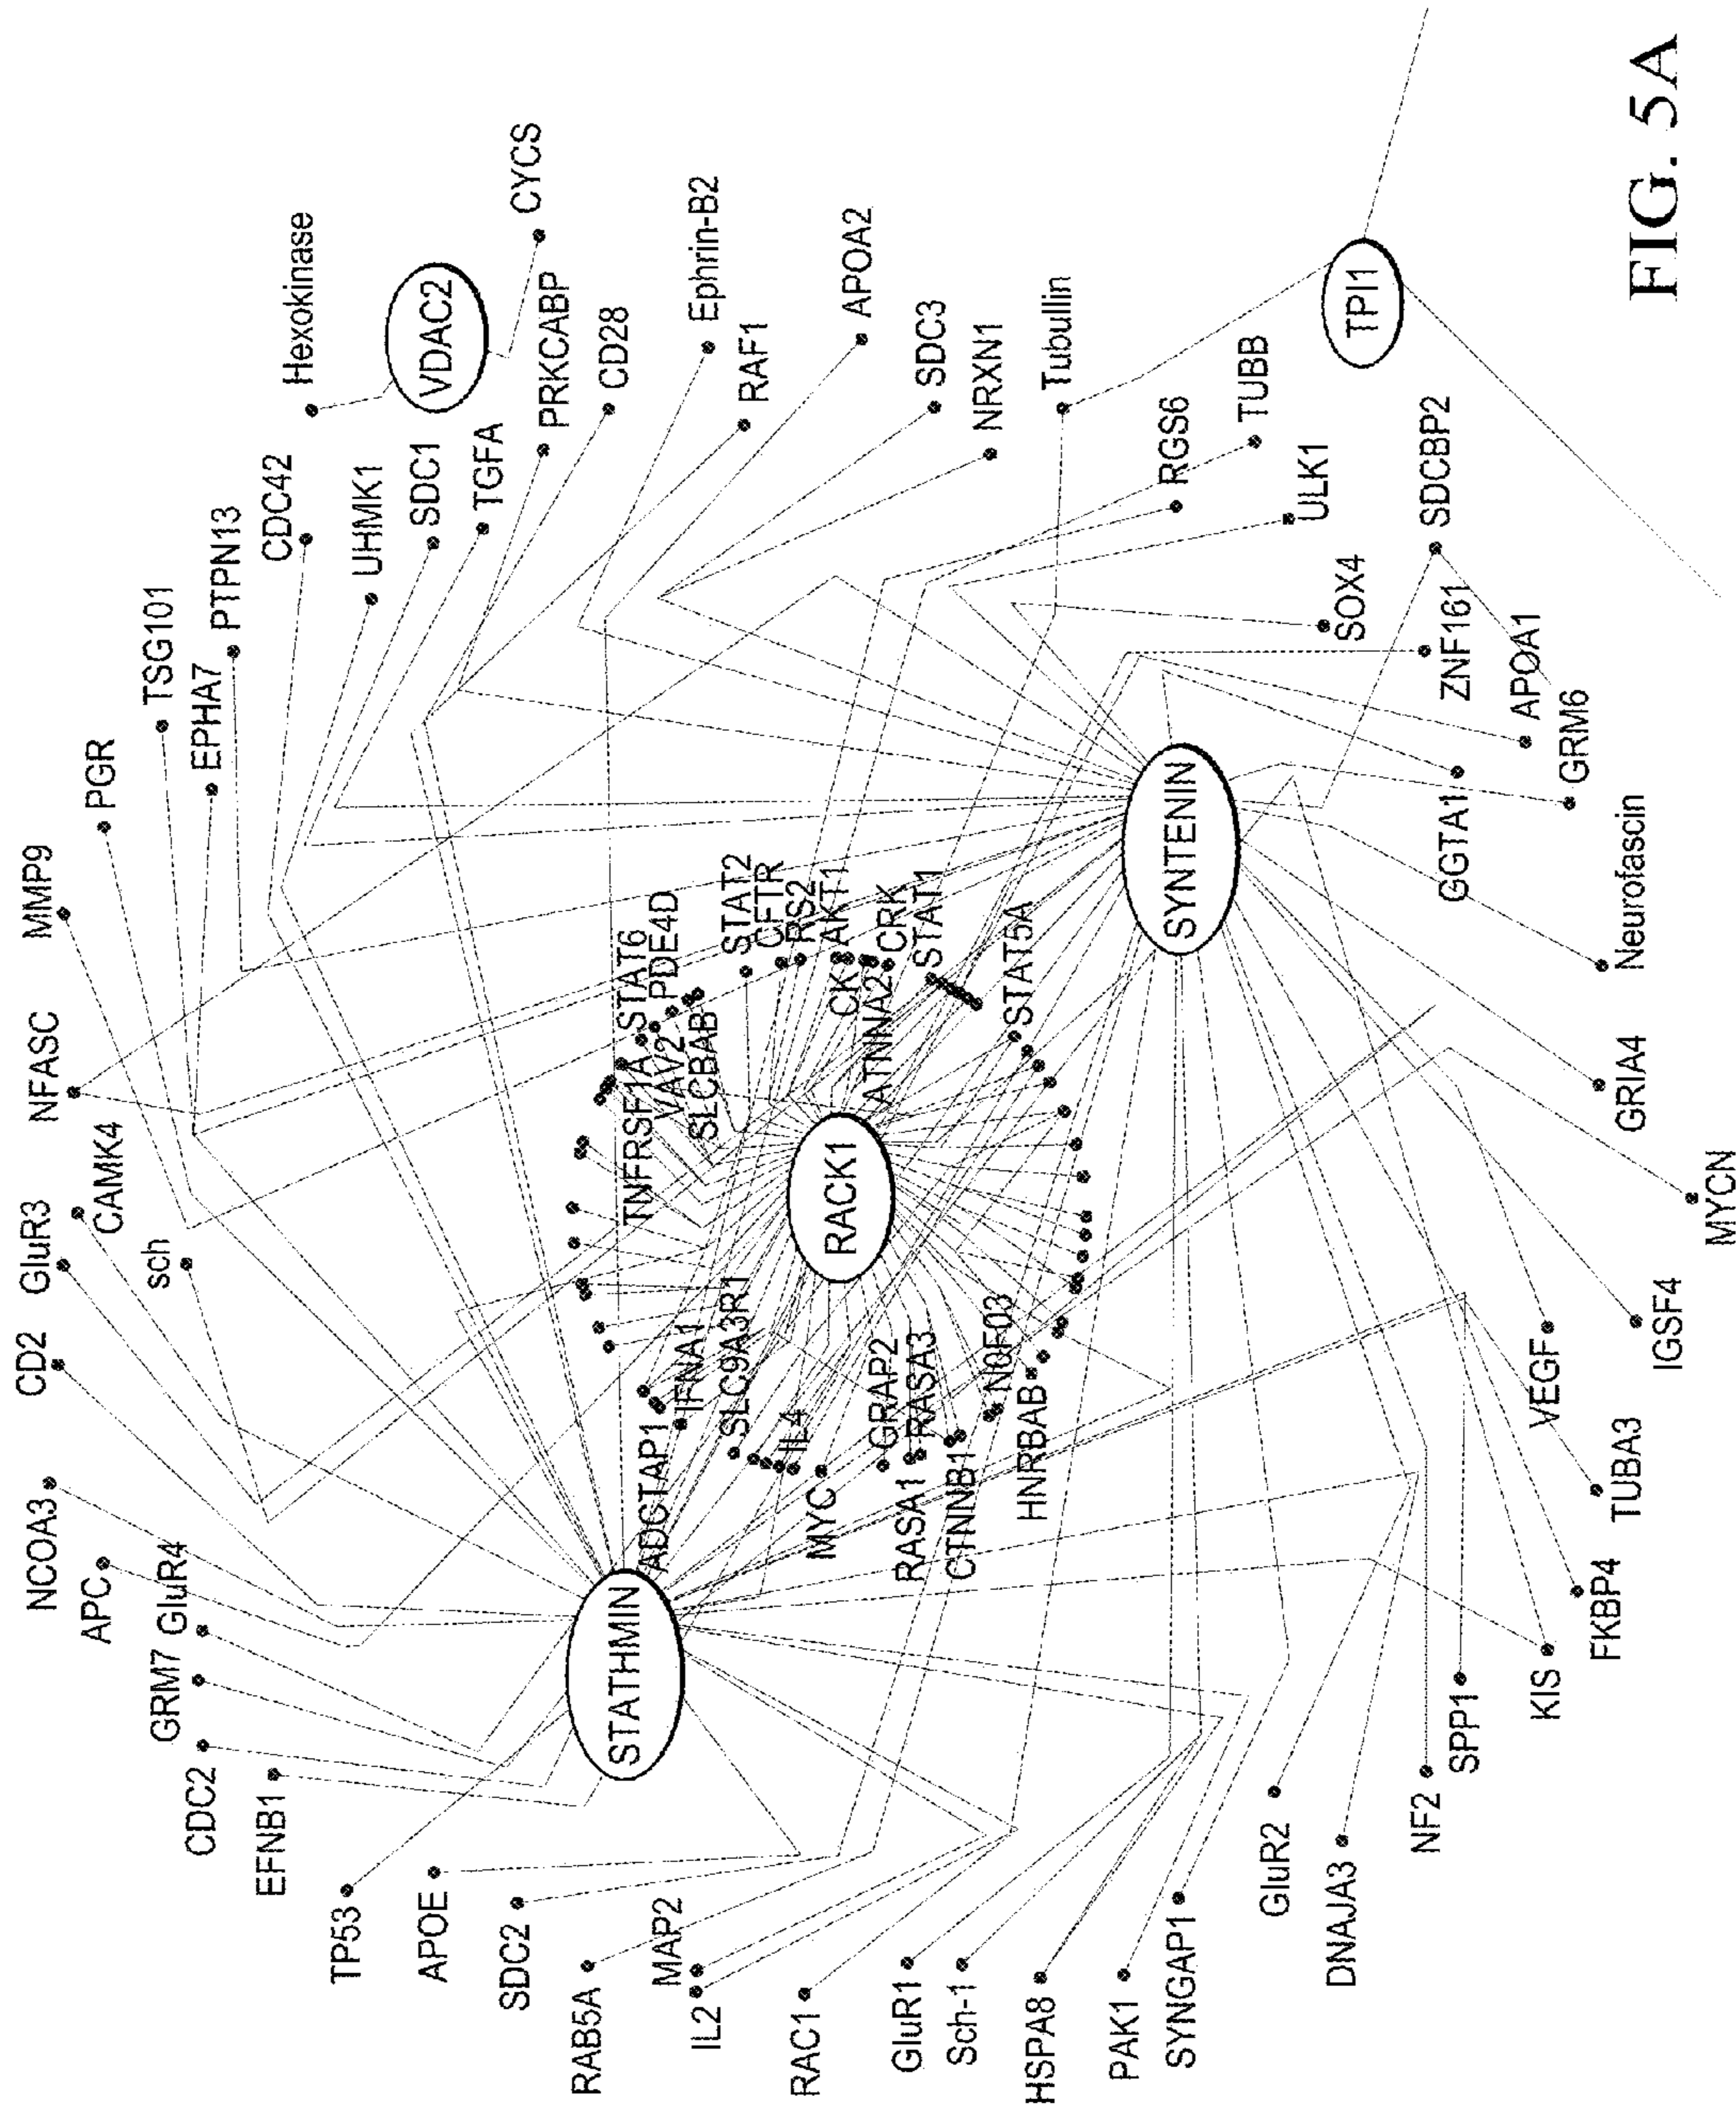 MMP9
NFASC
PGR
CAMK4
GluR3
sch
CD2
NCOA3
APC
GluR4
GRM7
CDC2
EFNB1
TP53
APOE
SDC2
RAB5A
MAP2
IL2
RAC1
GluR1
Sch-1
HSPA8
PAK1
SYNGAP1
GluR2
DNAJA3
NF2
SPP1
KIS
FKBP4
TUBA3
VEGF
IGSF4
MYCN
GRIA4
Neurofascin
GGTA1
GRM6
APOA1
ZNF161
SDCBP2
SOX4
ULK1
TUBB
RGS6
Tubullin
NRXN1
SDC3
APOA2
RAF1
Ephrin-B2
CD28
PRKCABP
CYCS
VDAC2
Hexokinase
TGFA
SDC1
UHMK1
CDC42
PTPN13
EPHA7
TSG101
STATHMIN
RACK1
SYNTENIN
TPI1
STAT6
PDE4D
TNFRSF1A
VAV2
SLCBAB
STAT2
CFTR
RS2
AKT1
CK
ATNNA2
CRK
STAT1
STAT5A
ADCTAP1
IFNA1
SLC9A3R1
IL4
MYC
GRAP2
RASA3
RASA1
CTNNB1
N0F03
HNRBAB
FIG. 5A